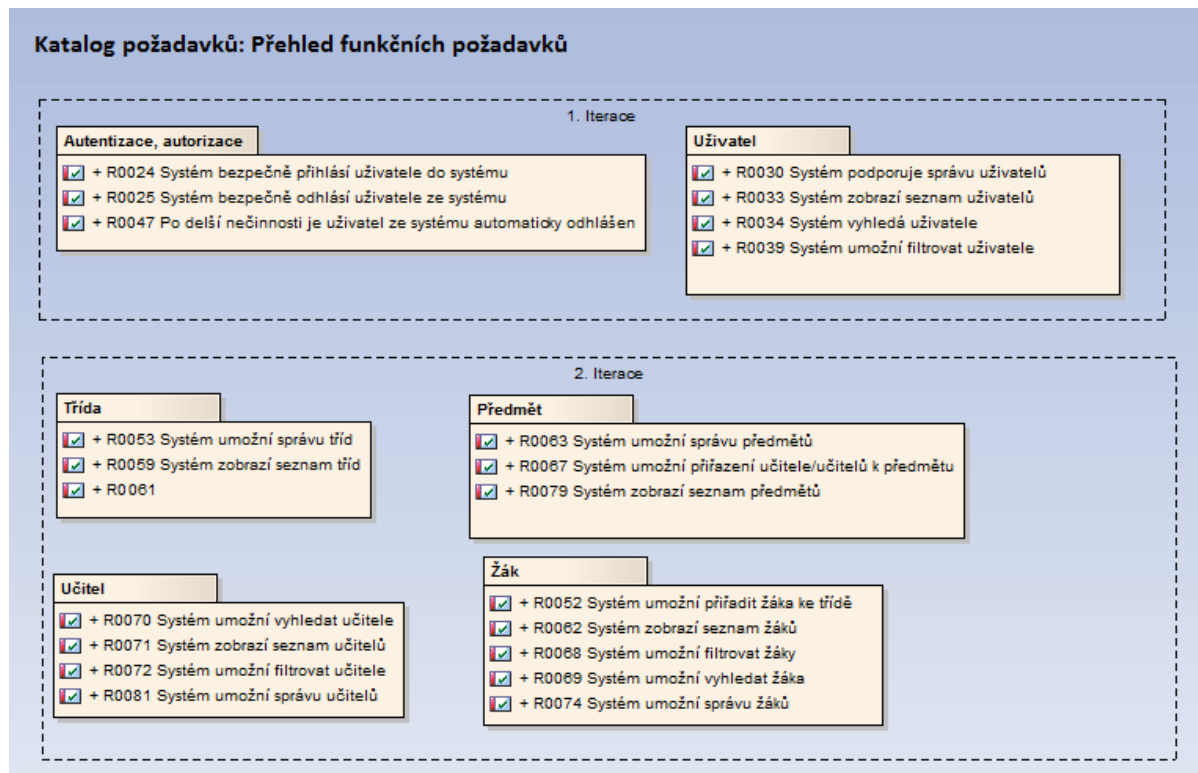 Katalog požadavků: Přehled funkčních požadavků
1. Iterace
Autentizace, autorizace
+ R0024 Systém bezpečně přihlásí uživatele do systému
+ R0025 Systém bezpečně odhlásí uživatele ze systému
+ R0047 Po delší nečinnosti je uživatel ze systému automaticky odhlášen
Uživatel
+ R0030 Systém podporuje správu uživatelů
+ R0033 Systém zobrazí seznam uživatelů
+ R0034 Systém vyhledá uživatele
+ R0039 Systém umožní filtrovat uživatele
2. Iterace
Třída
+ R0053 Systém umožní správu tříd
+ R0059 Systém zobrazí seznam tříd
+ R0061
Předmět
+ R0063 Systém umožní správu předmětů
+ R0067 Systém umožní přiřazení učitele/učitelů k předmětu
+ R0079 Systém zobrazí seznam předmětů
Učitel
+ R0070 Systém umožní vyhledat učitele
+ R0071 Systém zobrazí seznam učitelů
+ R0072 Systém umožní filtrovat učitele
+ R0081 Systém umožní správu učitelů
Žák
+ R0052 Systém umožní přiřadit žáka ke třídě
+ R0062 Systém zobrazí seznam žáků
+ R0068 Systém umožní filtrovat žáky
+ R0069 Systém umožní vyhledat žáka
+ R0074 Systém umožní správu žáků